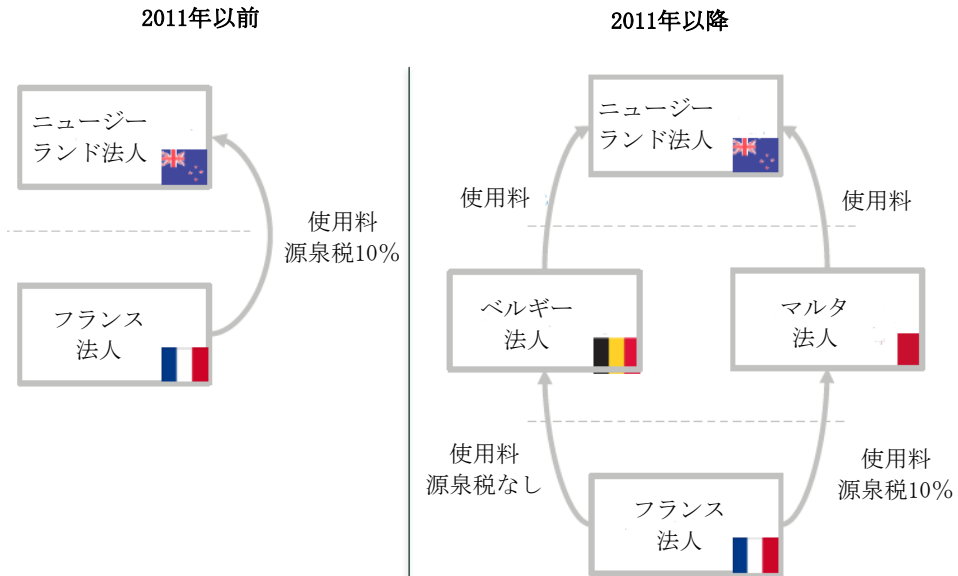 2011年以前
ニュージー
ランド法人
使用料
源泉税10%
フランス
法人
2011年以降
ニュージー
ランド法人
使用料
使用料
ベルギー
法人
マルタ
法人
使用料
源泉税なし
使用料
源泉税10%
フランス
法人